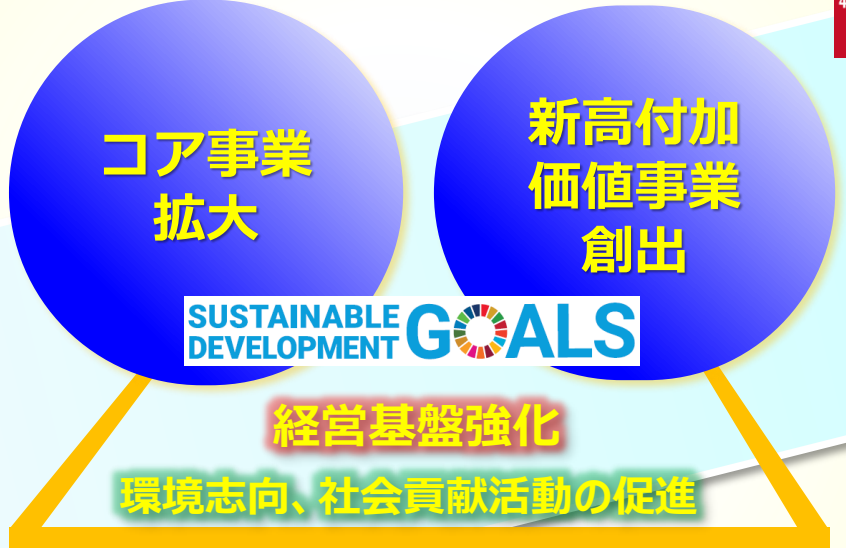 コア事業
拡大
新高付加
価値事業
創出
SUSTAINABLE
DEVELOPMENT
GOALS
経営基盤強化
環境志向、社会貢献活動の促進